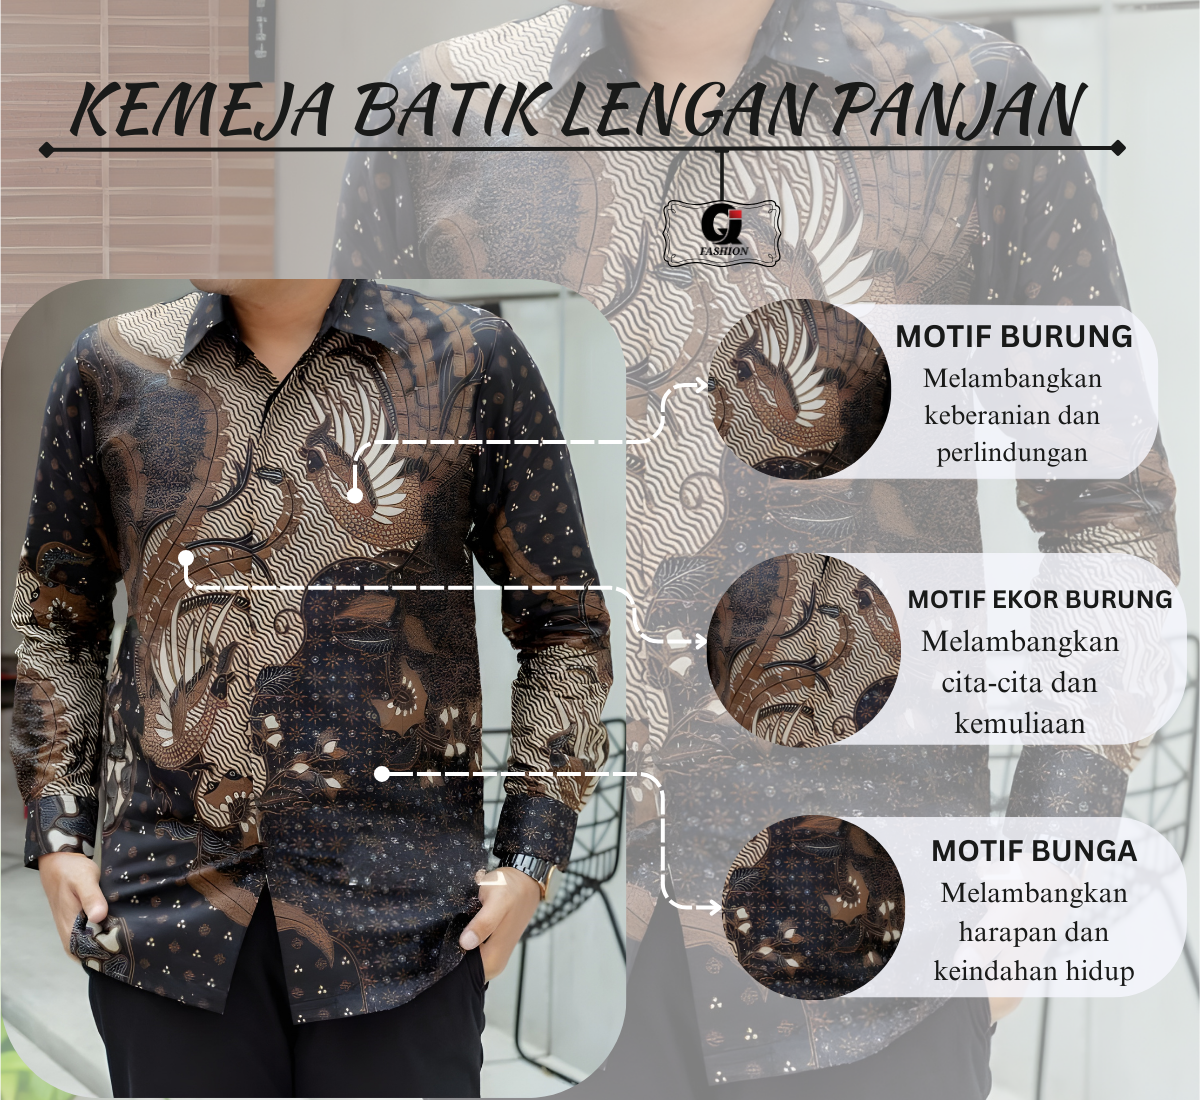 KEMEJA BATIK LENGAN PANJAN
GI
FASHION
MOTIF BURUNG
Melambangkan
keberanian dan
perlindungan
MOTIF EKOR BURUNG
Melambangkan
cita-cita dan
kemuliaan
MOTIF BUNGA
Melambangkan
harapan dan
keindahan hidup